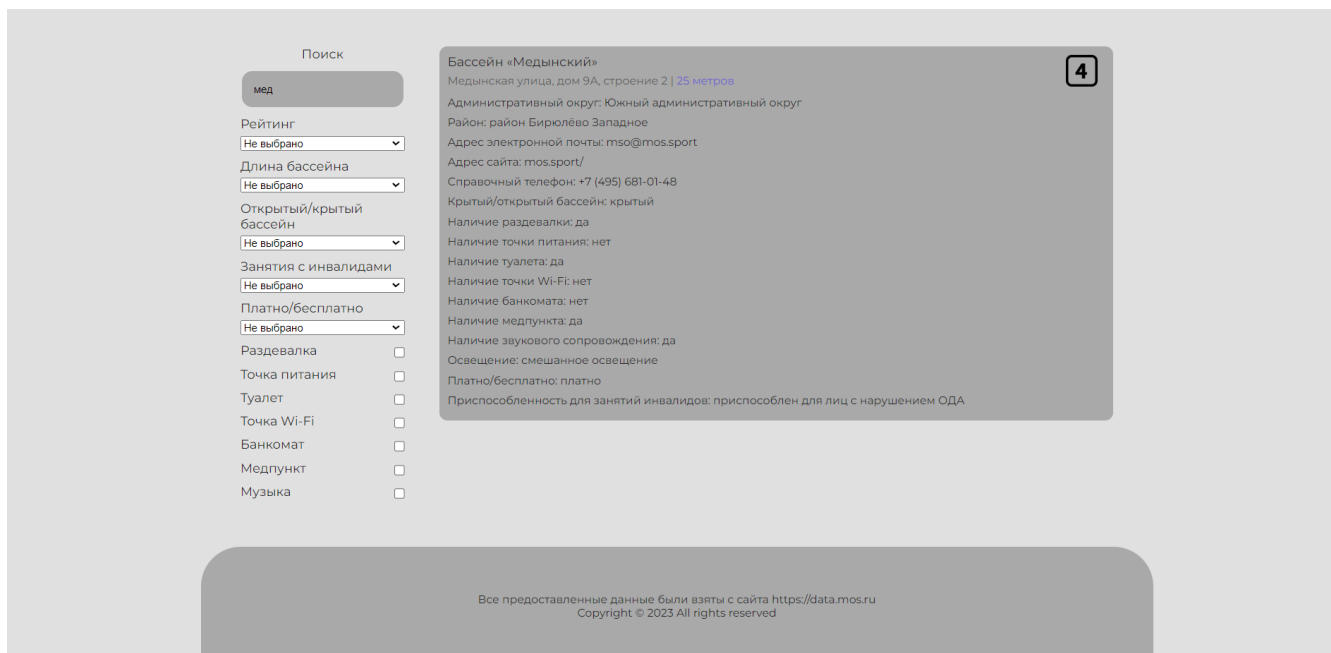 Поиск
мед
Рейтинг
Не выбрано
Длина бассейна
Не выбрано
Открытый/крытый
бассейн
Не выбрано
Занятия с инвалидами
Не выбрано
Платно/бесплатно
Не выбрано
Раздевалка
Точка питания
Туалет
Точка Wi-Fi
Банкомат
Медпункт
Музыка
Бассейн «Медынский»
4
Медынская улица, дом 9А, строение 2 | 25 метров
Административный округ: Южный административный округ
Район: район Бирюлёво Западное
Адрес электронной почты: mso@mos.sport
Адрес сайта: mos.sport/
Справочный телефон: +7 (495) 681-01-48
Крытый/открытый бассейн: крытый
Наличие раздевалки: да
Наличие точки питания: нет
Наличие туалета: да
Наличие точки Wi-Fi: нет
Наличие банкомата: нет
Наличие медпункта: да
Наличие звукового сопровождения: да
Освещение: смешанное освещение
Платно/бесплатно: платно
Приспособленность для занятий инвалидов: приспособлен для лиц с нарушением ОДА
Все предоставленные данные были взяты с сайта https://data.mos.ru
Copyright © 2023 All rights reserved